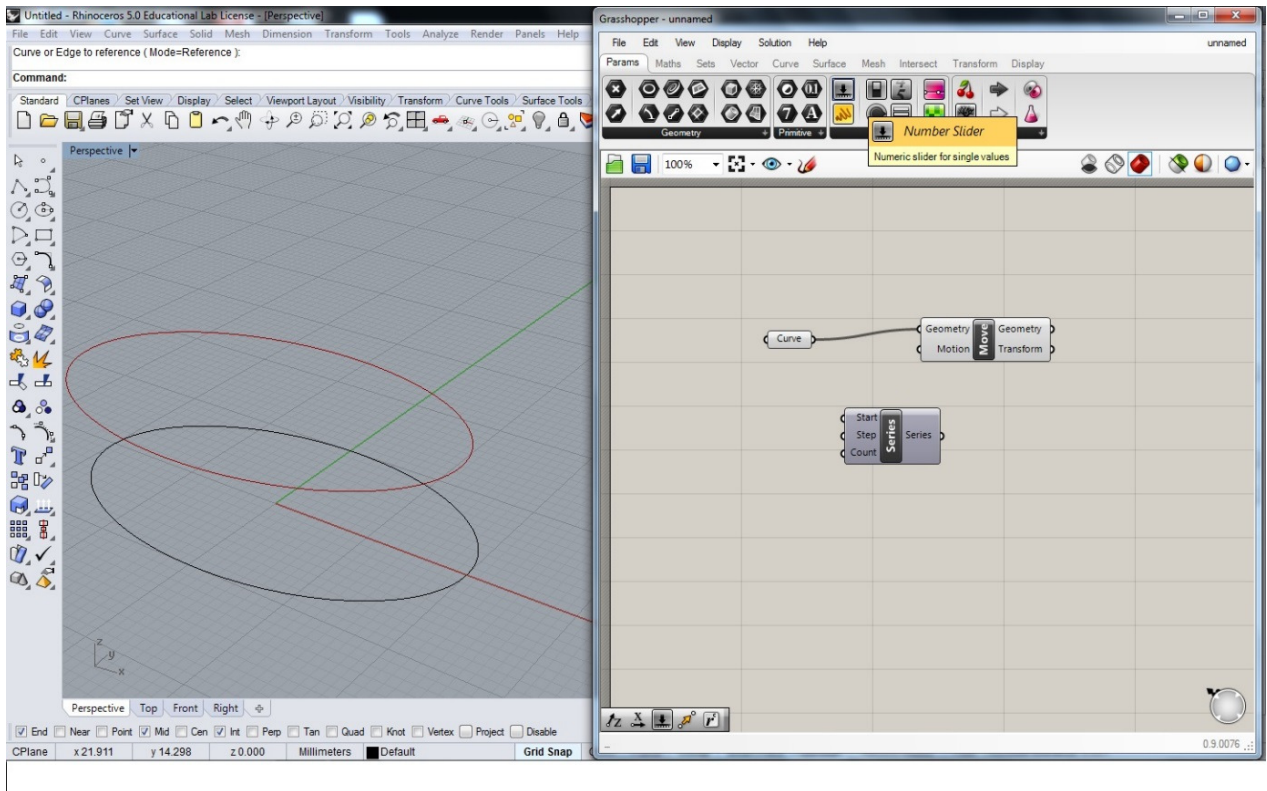 Untitled - Rhinoceros 5.0 Educational Lab License - [Perspective]
File Edit View Curve Surface Solid Mesh Dimension Transform Tools Analyze Render Panels Help
Curve or Edge to reference ( Mode=Reference ):
Command:
Standard CPlanes Set View Display Select Viewport Layout Visibility Transform Curve Tools Surface Tools
Perspective
z
y
x
Perspective Top Front Right
End Near Point Mid Cen Int Perp Tan Quad Knot Vertex Project Disable
CPlane x 21.911 y 14.298 z 0.000 Millimeters Default Grid Snap
Grasshopper - unnamed
File Edit View Display Solution Help unnamed
Params Maths Sets Vector Curve Surface Mesh Intersect Transform Display
Geometry Primitive
Number Slider
Numeric slider for single values
100%
Curve
Geometry Move Geometry
Motion Transform
Start
Step Series Series
Count
0.9.0076